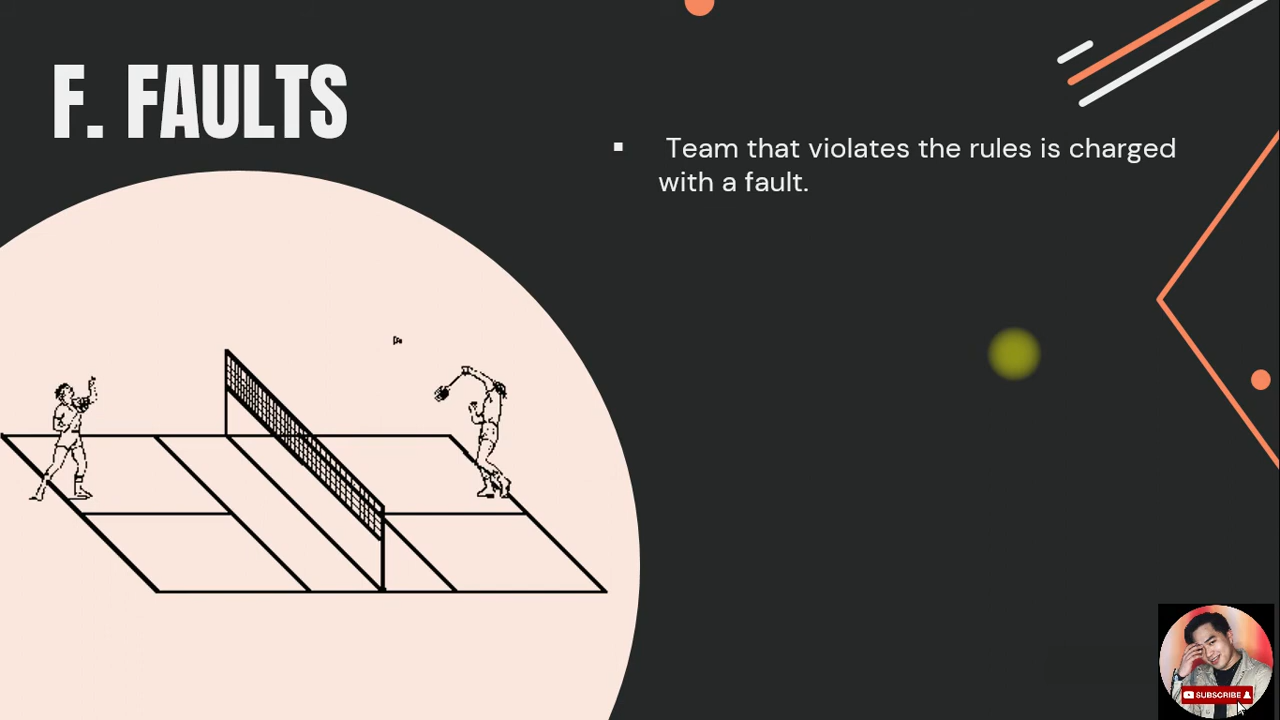 F. FAULTS
▪ Team that violates the rules is charged
with a fault.
SUBSCRIBE